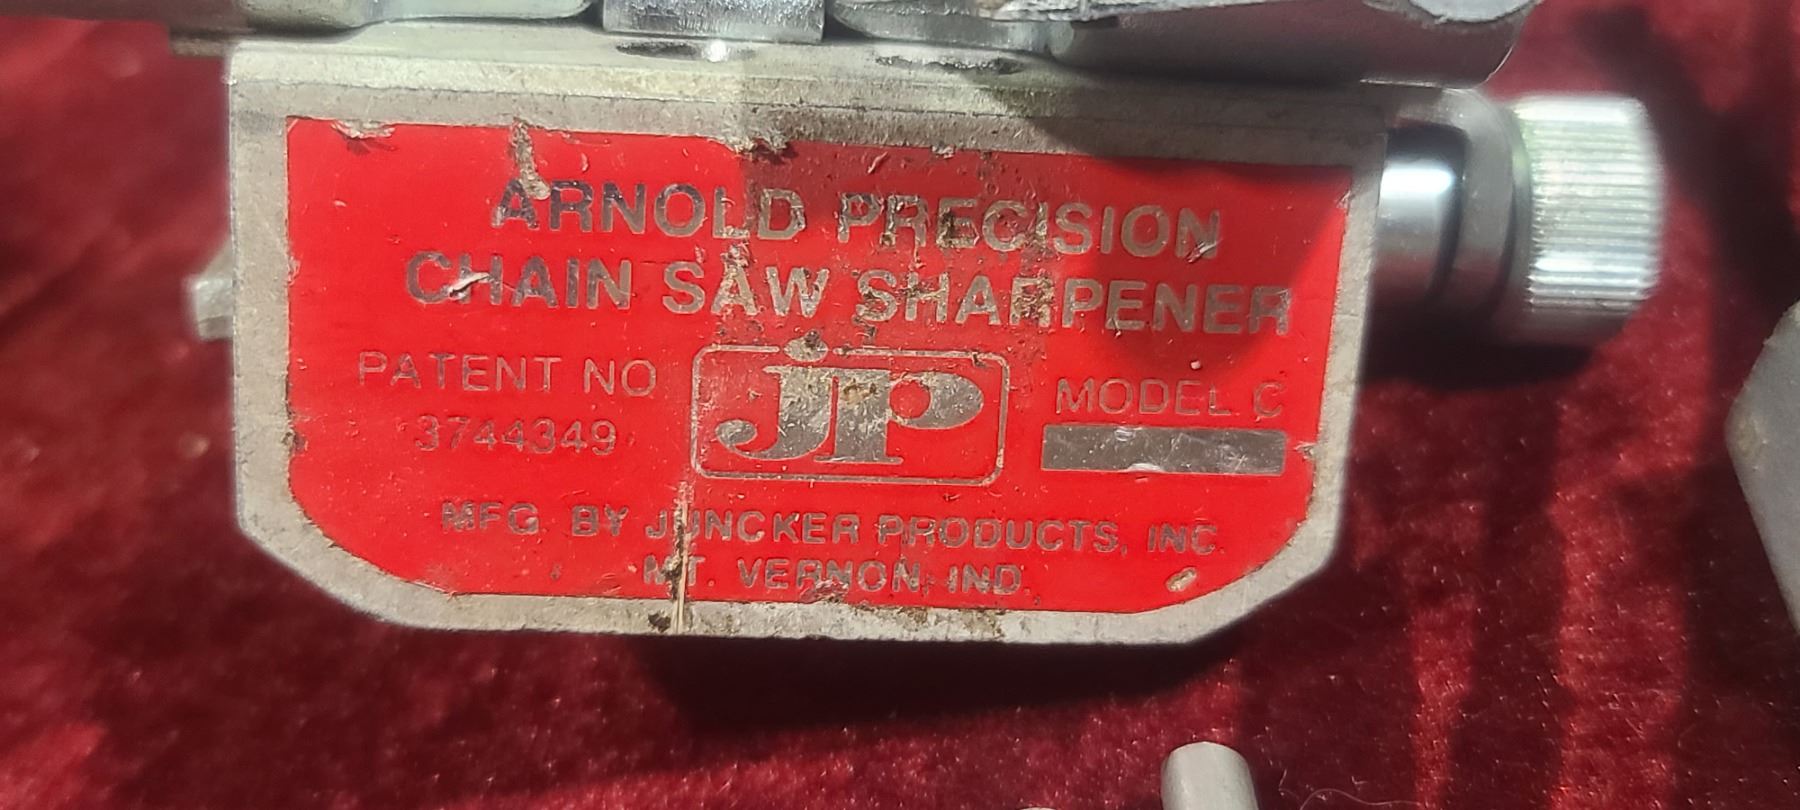 ARNOLD PRECISION
CHAIN SAW SHARPENER
PATENT NO
3744349
jp
MODEL C
MFG. BY JUNCKER PRODUCTS, INC.
MT. VERNON, IND.